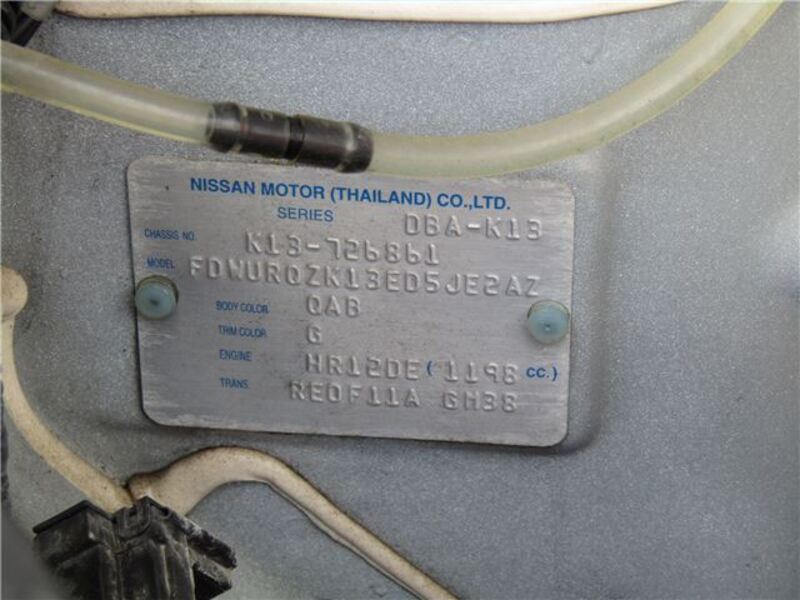 NISSAN MOTOR (THAILAND) CO.,LTD.
SERIES DBA-K13
CHASSIS NO. K13-726861
MODEL FDWURQZK13ED5JE2AZ
BODY COLOR QAB
TRIM COLOR G
ENGINE HR12DE ( 1198 CC.)
TRANS. RE0F11A GH38